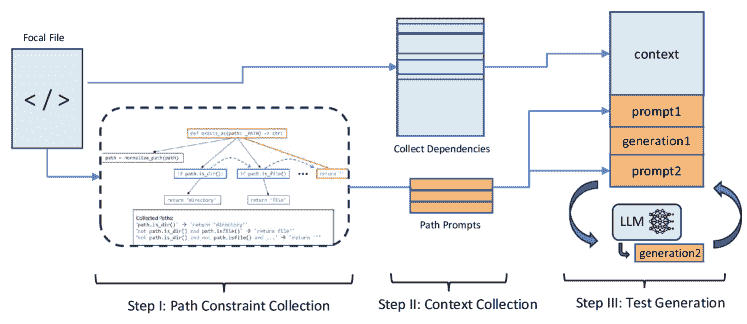 Focal File
</>
def exists_as(path: _PATH) -> str:
path = normalize_path(path)
if path.is_dir():
if path.is_file()
...
return ""
return "directory"
return "file"
Collected Paths:
"path.is_dir()" → "return "directory""
"not path.is_dir() and path.isfile()" → "return file"
"not path.is_dir() and not path.isfile() and ..." → "return """
Collect Dependencies
Path Prompts
context
prompt1
generation1
prompt2
LLM
generation2
Step I: Path Constraint Collection
Step II: Context Collection
Step III: Test Generation